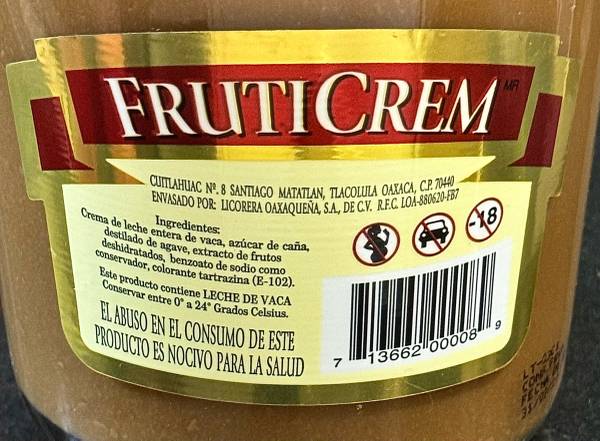 FRUTICREM MR
CUITLAHUAC Nº. 8 SANTIAGO MATATLAN, TLACOLULA OAXACA, C.P. 70440
ENVASADO POR: LICORERA OAXAQUEÑA, S.A., DE C.V. R.F.C. LOA-880620-FB7
Ingredientes:
Crema de leche entera de vaca, azúcar de caña,
destilado de agave, extracto de frutos
deshidratados, benzoato de sodio como
conservador, colorante tartrazina (E-102).
Este producto contiene LECHE DE VACA
Conservar entre 0° a 24° Grados Celsius.
EL ABUSO EN EL CONSUMO DE ESTE
PRODUCTO ES NOCIVO PARA LA SALUD
-18
7 13662 00008 9